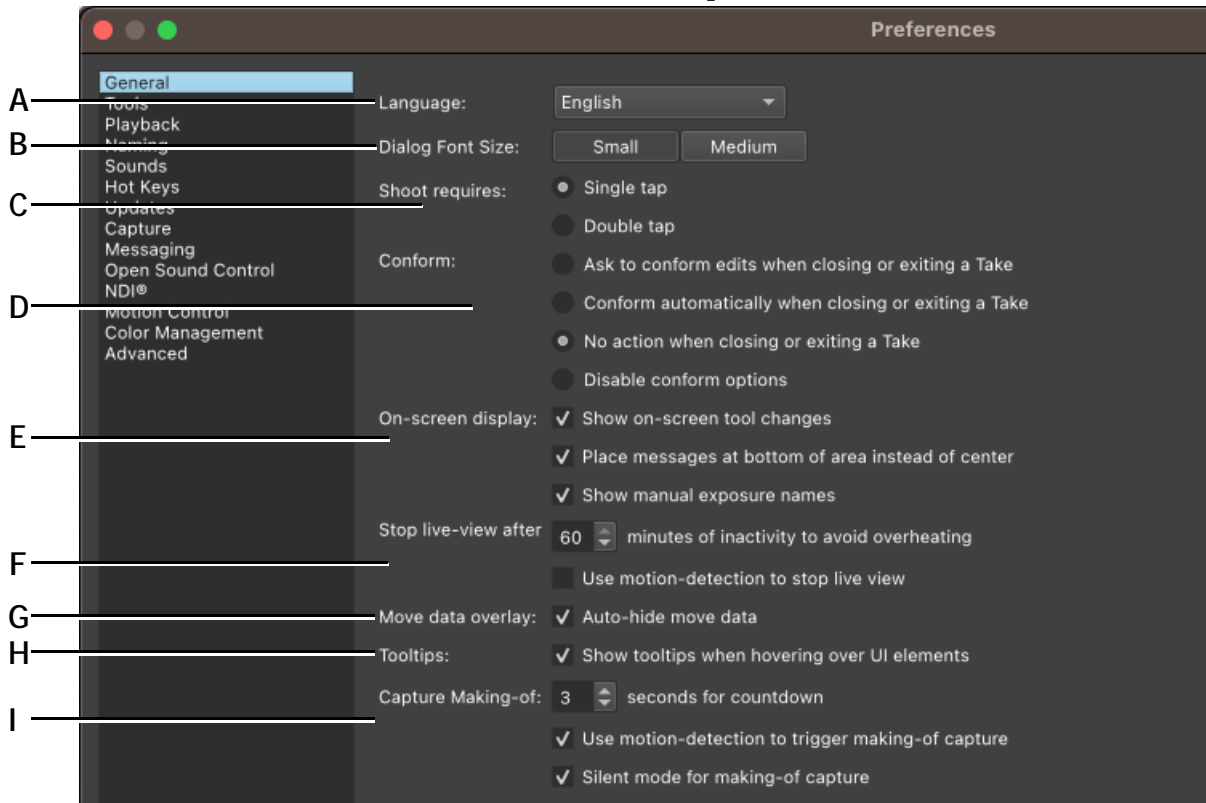 Preferences
General
A
Tools
Language:
English
Playback
B
Naming
Dialog Font Size:
Small
Medium
Sounds
Hot Keys
Shoot requires:
Single tap
C
Updates
Capture
Double tap
Messaging
Conform:
Ask to conform edits when closing or exiting a Take
Open Sound Control
NDI®
D
Motion Control
Conform automatically when closing or exiting a Take
Color Management
No action when closing or exiting a Take
Advanced
Disable conform options
On-screen display:
Show on-screen tool changes
E
Place messages at bottom of area instead of center
Show manual exposure names
Stop live-view after
60
minutes of inactivity to avoid overheating
F
Use motion-detection to stop live view
G
Move data overlay:
Auto-hide move data
H
Tooltips:
Show tooltips when hovering over UI elements
Capture Making-of:
3
seconds for countdown
I
Use motion-detection to trigger making-of capture
Silent mode for making-of capture